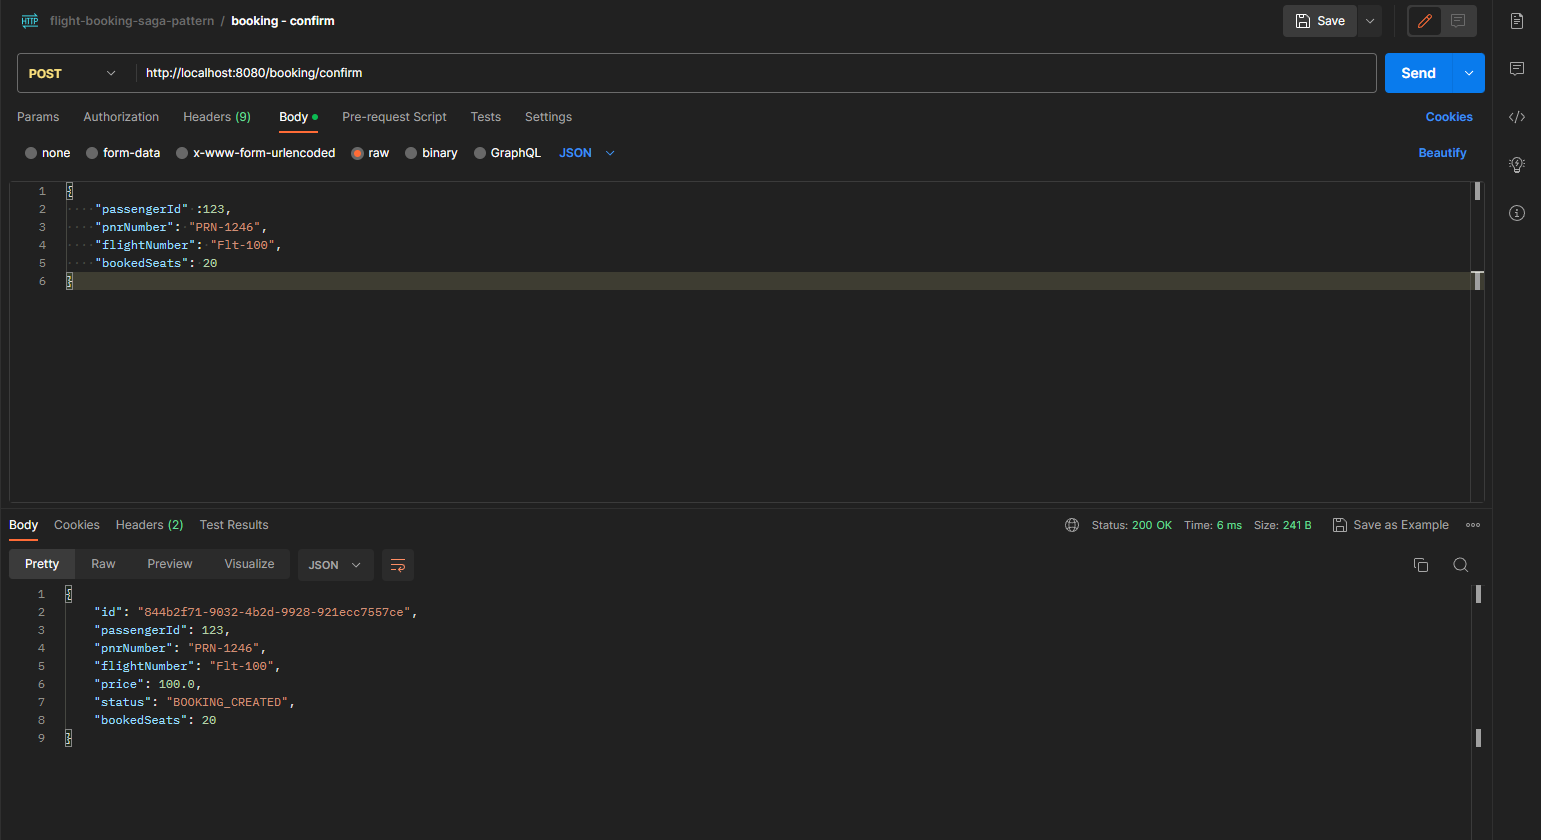 HTTP flight-booking-saga-pattern / booking - confirm Save
POST http://localhost:8080/booking/confirm Send
Params Authorization Headers (9) Body Pre-request Script Tests Settings Cookies
none form-data x-www-form-urlencoded raw binary GraphQL JSON Beautify
1 {
2 "passengerId" :123,
3 "pnrNumber": "PRN-1246",
4 "flightNumber": "Flt-100",
5 "bookedSeats": 20
6 }
Body Cookies Headers (2) Test Results Status: 200 OK Time: 6 ms Size: 241 B Save as Example
Pretty Raw Preview Visualize JSON
1 {
2 "id": "844b2f71-9032-4b2d-9928-921ecc7557ce",
3 "passengerId": 123,
4 "pnrNumber": "PRN-1246",
5 "flightNumber": "Flt-100",
6 "price": 100.0,
7 "status": "BOOKING_CREATED",
8 "bookedSeats": 20
9 }